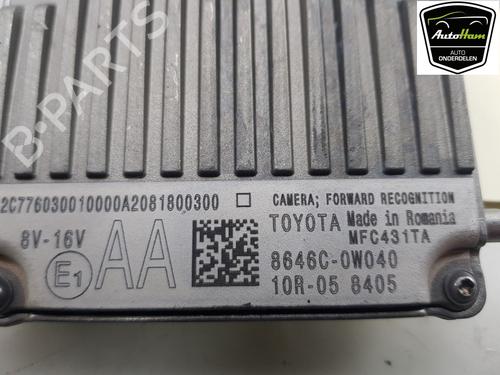 AutoHam
AUTO
ONDERDELEN
B-PARTS
2C776030010000A2081800300
CAMERA; FORWARD RECOGNITION
8V-16V
AA
TOYOTA Made in Romania
MFC431TA
E1
8646C-0W040
10R-05 8405